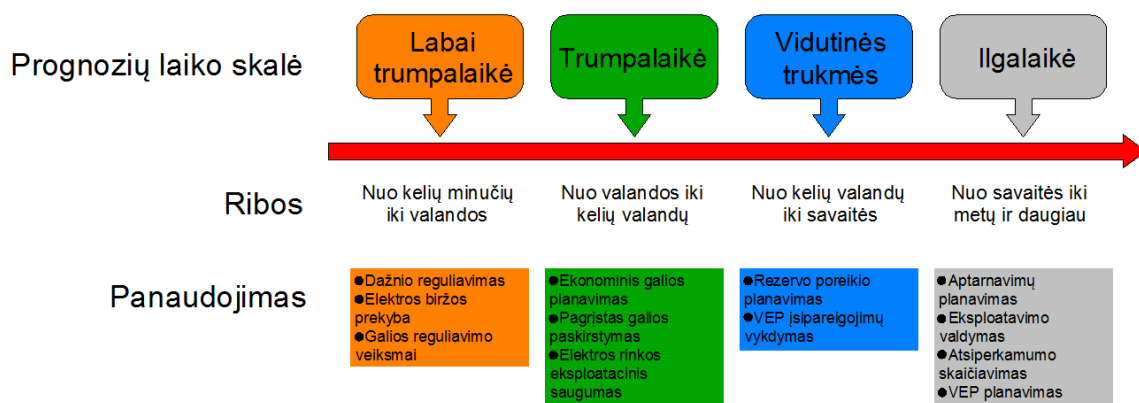 Prognozių laiko skalė
Labai
trumpalaikė
Trumpalaikė
Vidutinės
trukmės
Ilgalaikė
Ribos
Nuo kelių minučių
iki valandos
Nuo valandos iki
kelių valandų
Nuo kelių valandų
iki savaitės
Nuo savaitės iki
metų ir daugiau
Panaudojimas
●Dažnio reguliavimas
●Elektros biržos
prekyba
●Galios reguliavimo
veiksmai
●Ekonominis galios
planavimas
●Pagrįstas galios
paskirstymas
●Elektros rinkos
eksploatacinis
saugumas
●Rezervo poreikio
planavimas
●VEP įsipareigojimų
vykdymas
●Aptarnavimų
planavimas
●Eksploatavimo
valdymas
●Atsiperkamumo
skaičiavimas
●VEP planavimas